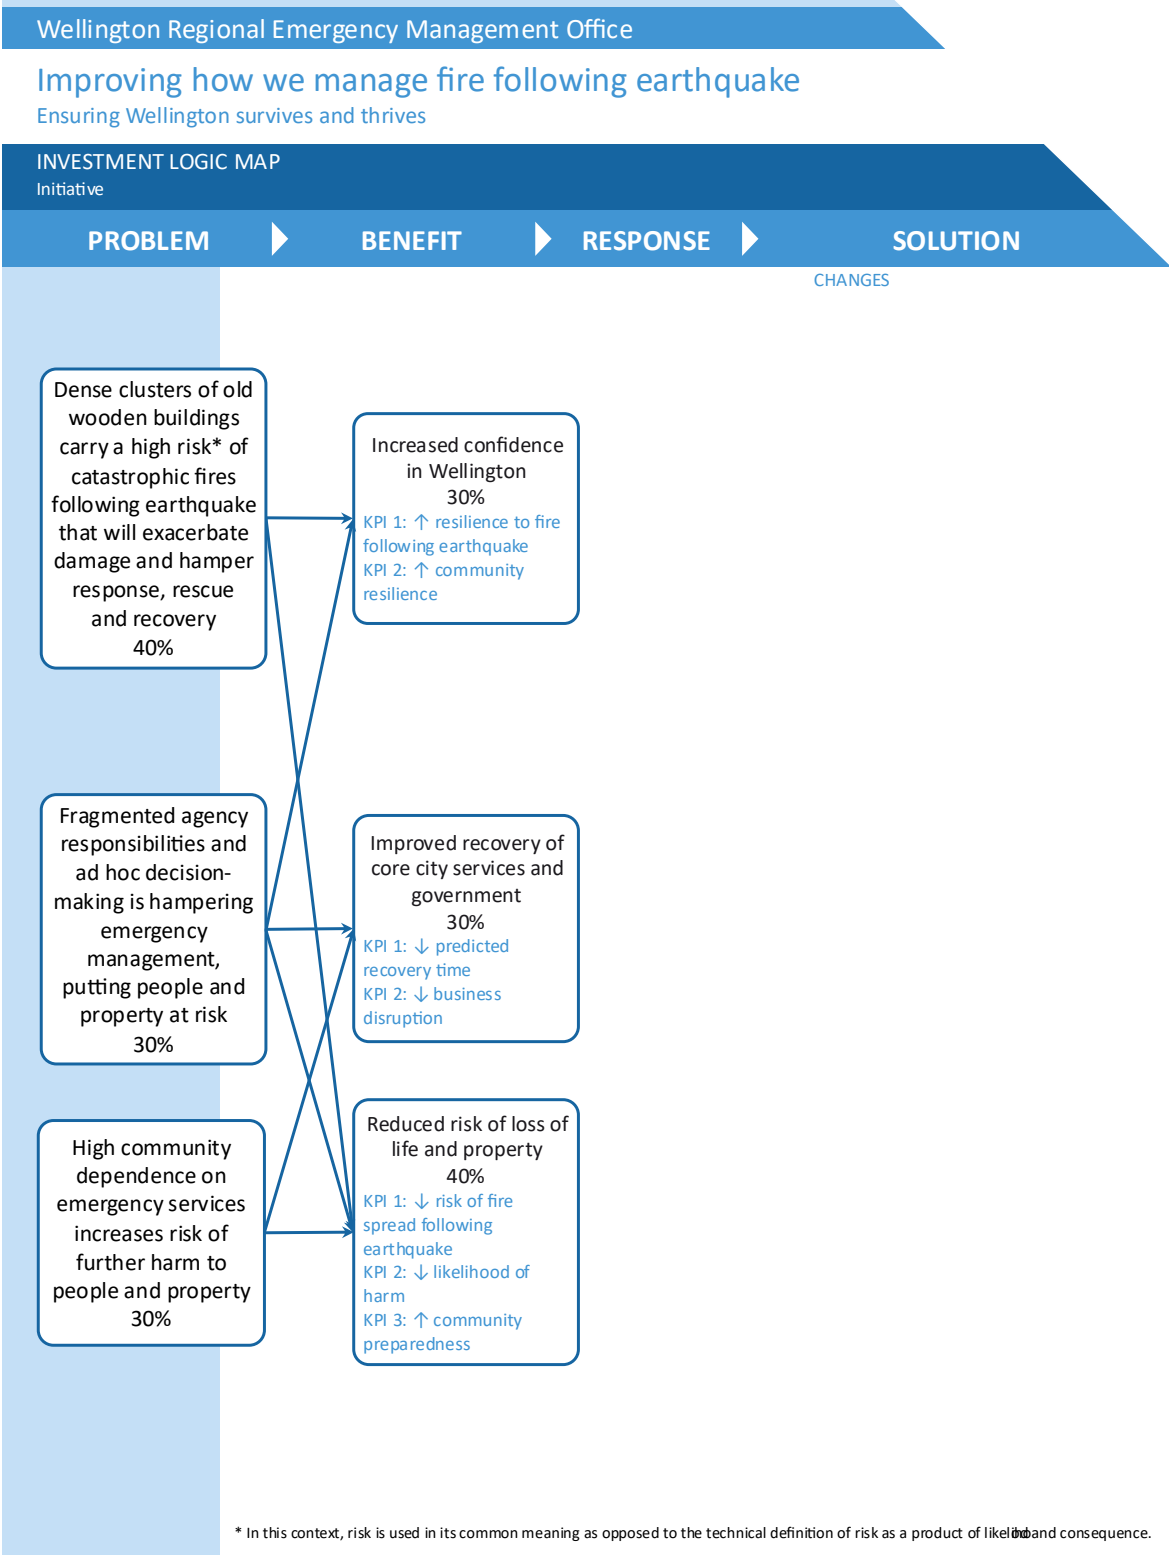 Wellington Regional Emergency Management Office
Improving how we manage fire following earthquake
Ensuring Wellington survives and thrives
INVESTMENT LOGIC MAP
Initiative
PROBLEM
BENEFIT
RESPONSE
SOLUTION
CHANGES
Dense clusters of old
wooden buildings
carry a high risk* of
catastrophic fires
following earthquake
that will exacerbate
damage and hamper
response, rescue
and recovery
40%
Increased confidence
in Wellington
30%
KPI 1: ↑ resilience to fire
following earthquake
KPI 2: ↑ community
resilience
Fragmented agency
responsibilities and
ad hoc decision-
making is hampering
emergency
management,
putting people and
property at risk
30%
Improved recovery of
core city services and
government
30%
KPI 1: ↓ predicted
recovery time
KPI 2: ↓ business
disruption
High community
dependence on
emergency services
increases risk of
further harm to
people and property
30%
Reduced risk of loss of
life and property
40%
KPI 1: ↓ risk of fire
spread following
earthquake
KPI 2: ↓ likelihood of
harm
KPI 3: ↑ community
preparedness
* In this context, risk is used in its common meaning as opposed to the technical definition of risk as a product of and consequence.